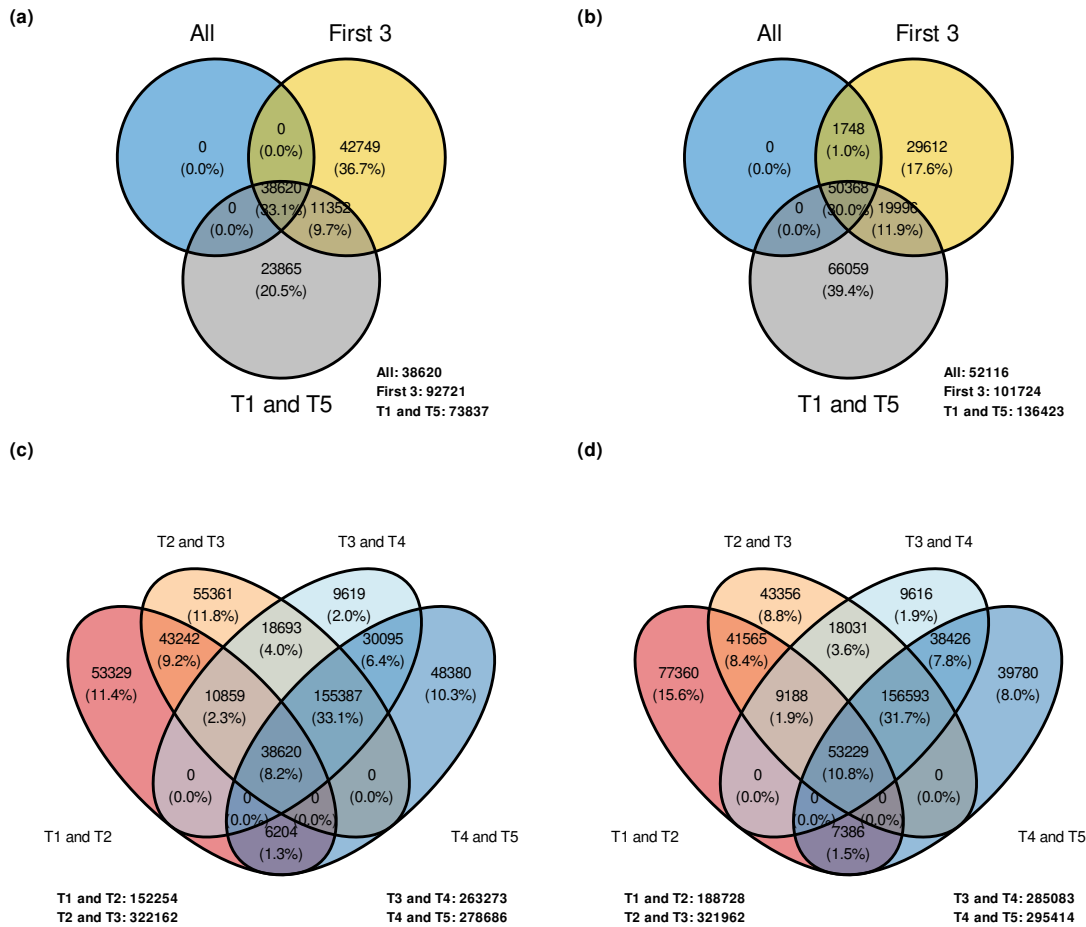 (a)
All
First 3
0
(0.0%)
0
(0.0%)
42749
(36.7%)
38620
(33.1%)
0
(0.0%)
11352
(9.7%)
23865
(20.5%)
T1 and T5
All: 38620
First 3: 92721
T1 and T5: 73837
(b)
All
First 3
0
(0.0%)
1748
(1.0%)
29612
(17.6%)
50368
(30.0%)
0
(0.0%)
19996
(11.9%)
66059
(39.4%)
T1 and T5
All: 52116
First 3: 101724
T1 and T5: 136423
(c)
T2 and T3
T3 and T4
55361
(11.8%)
9619
(2.0%)
43242
(9.2%)
18693
(4.0%)
30095
(6.4%)
53329
(11.4%)
48380
(10.3%)
10859
(2.3%)
155387
(33.1%)
38620
(8.2%)
0
(0.0%)
0
(0.0%)
0
(0.0%)
0
(0.0%)
6204
(1.3%)
T1 and T2
T4 and T5
T1 and T2: 152254
T2 and T3: 322162
T3 and T4: 263273
T4 and T5: 278686
(d)
T2 and T3
T3 and T4
43356
(8.8%)
9616
(1.9%)
41565
(8.4%)
18031
(3.6%)
38426
(7.8%)
77360
(15.6%)
39780
(8.0%)
9188
(1.9%)
156593
(31.7%)
53229
(10.8%)
0
(0.0%)
0
(0.0%)
0
(0.0%)
0
(0.0%)
7386
(1.5%)
T1 and T2
T4 and T5
T1 and T2: 188728
T2 and T3: 321962
T3 and T4: 285083
T4 and T5: 295414